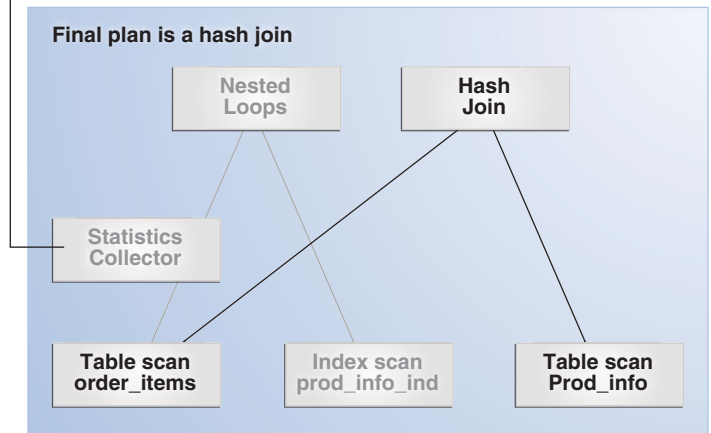 Final plan is a hash join
Nested
Loops
Hash
Join
Statistics
Collector
Table scan
order_items
Index scan
prod_info_ind
Table scan
Prod_info